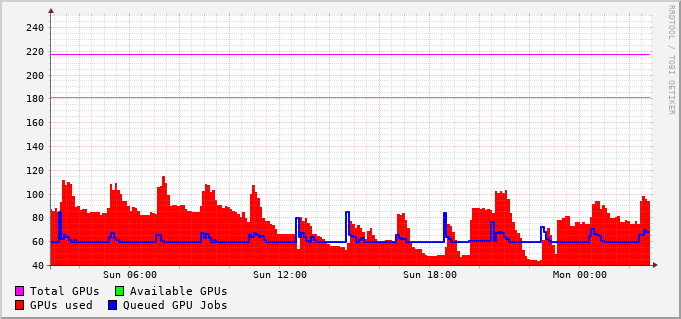 240
220
200
180
160
140
120
100
80
60
40
Sun 06:00 Sun 12:00 Sun 18:00 Mon 00:00
Total GPUs Available GPUs
GPUs used Queued GPU Jobs
RRDTOOL / TOBI OETIKER